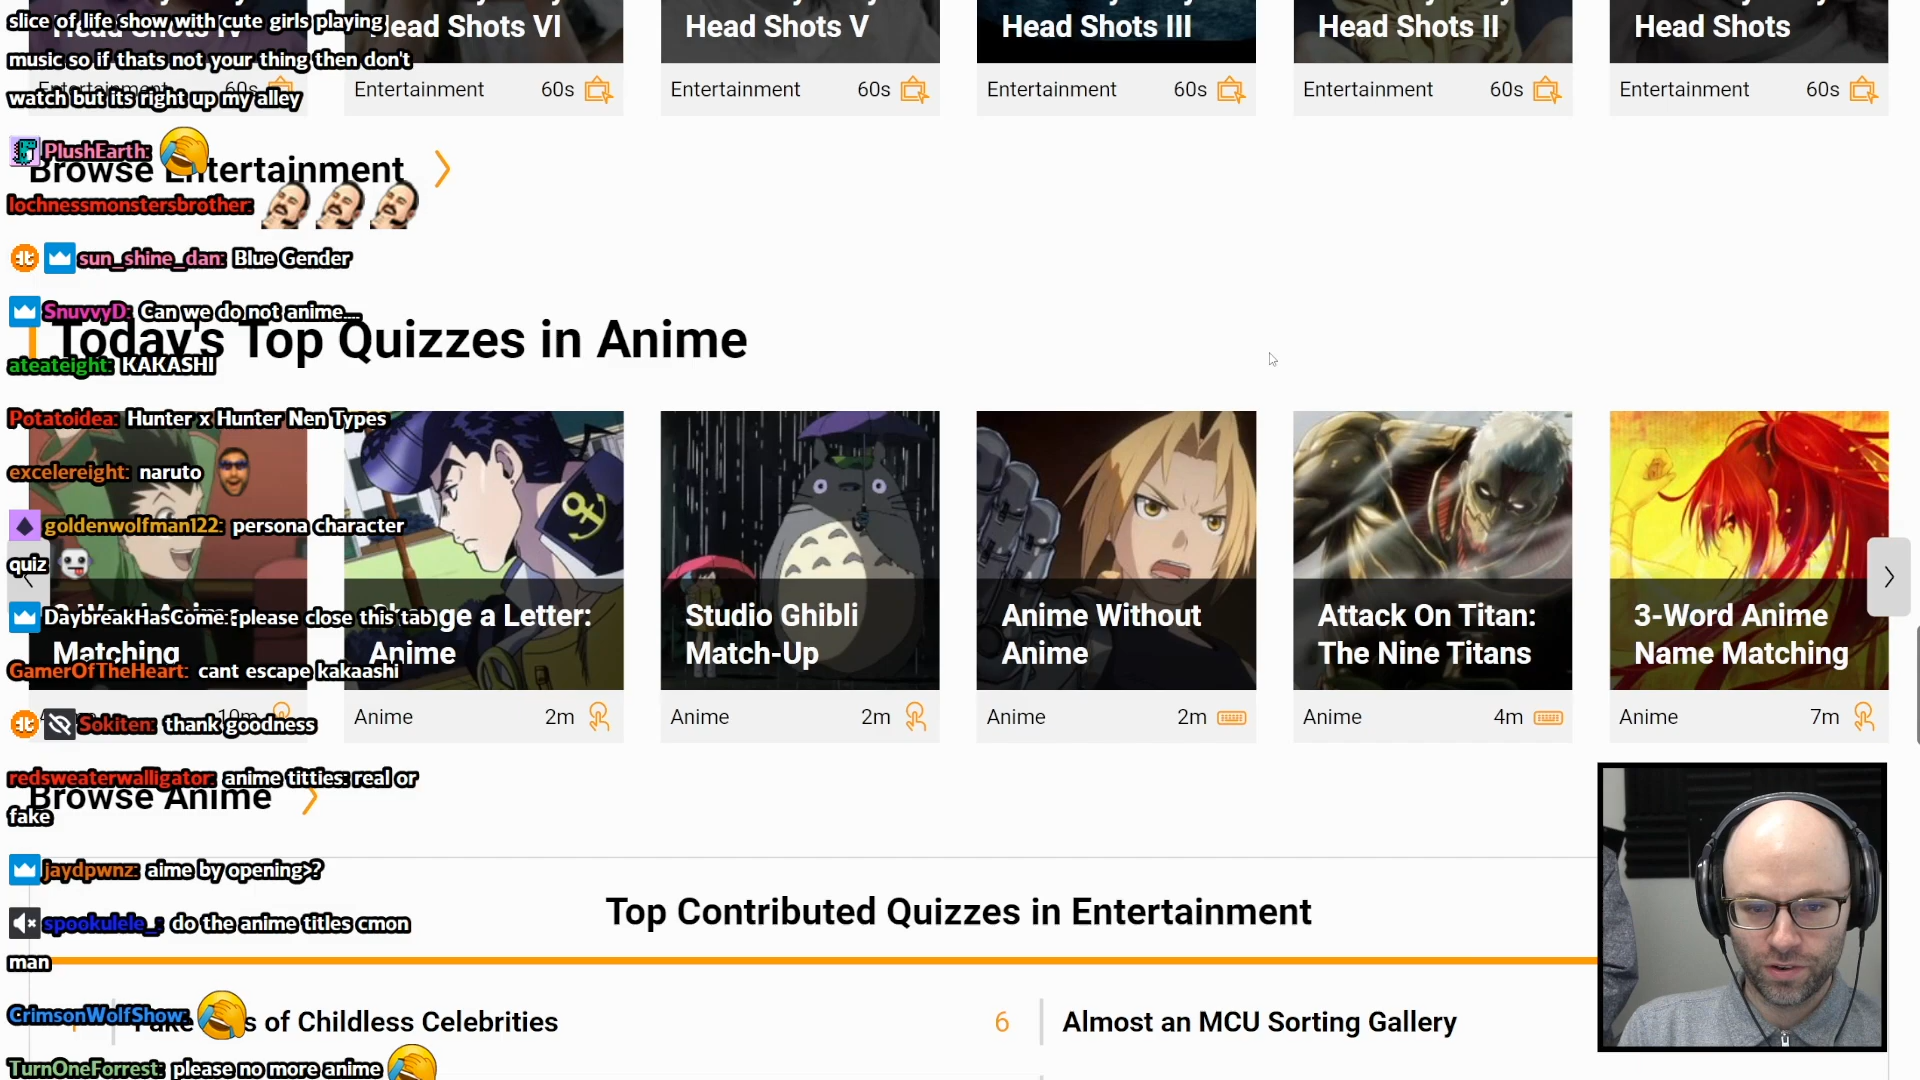 slice of life show with cute girls playing
music so if thats not your thing then don't
watch but its right up my alley
Head Shots IV
Head Shots VI
Head Shots V
Head Shots III
Head Shots II
Head Shots
Entertainment 60s
Entertainment 60s
Entertainment 60s
Entertainment 60s
Entertainment 60s
Entertainment 60s
PlushEarth:
Browse Entertainment
lochnessmonstersbrother:
sun_shine_dan: Blue Gender
SnuvvyD: Can we do not anime....
Today's Top Quizzes in Anime
ateateight: KAKASHI
Potatoidea: Hunter x Hunter Nen Types
excelereight: naruto
goldenwolfman122: persona character
quiz
DaybreakHasCome: (please close this tab)
GamerOfTheHeart: cant escape kakaashi
Matching
Change a Letter:
Anime
Studio Ghibli
Match-Up
Anime Without
Anime
Attack On Titan:
The Nine Titans
3-Word Anime
Name Matching
10m
Anime 2m
Anime 2m
Anime 2m
Anime 4m
Anime 7m
Sokiten: thank goodness
redsweaterwalligator: anime titties: real or
fake
Browse Anime
jaydpwnz: aime by opening>?
Top Contributed Quizzes in Entertainment
spookulele_: do the anime titles cmon
man
CrimsonWolfShow:
of Childless Celebrities
6 Almost an MCU Sorting Gallery
TurnOneForrest: please no more anime